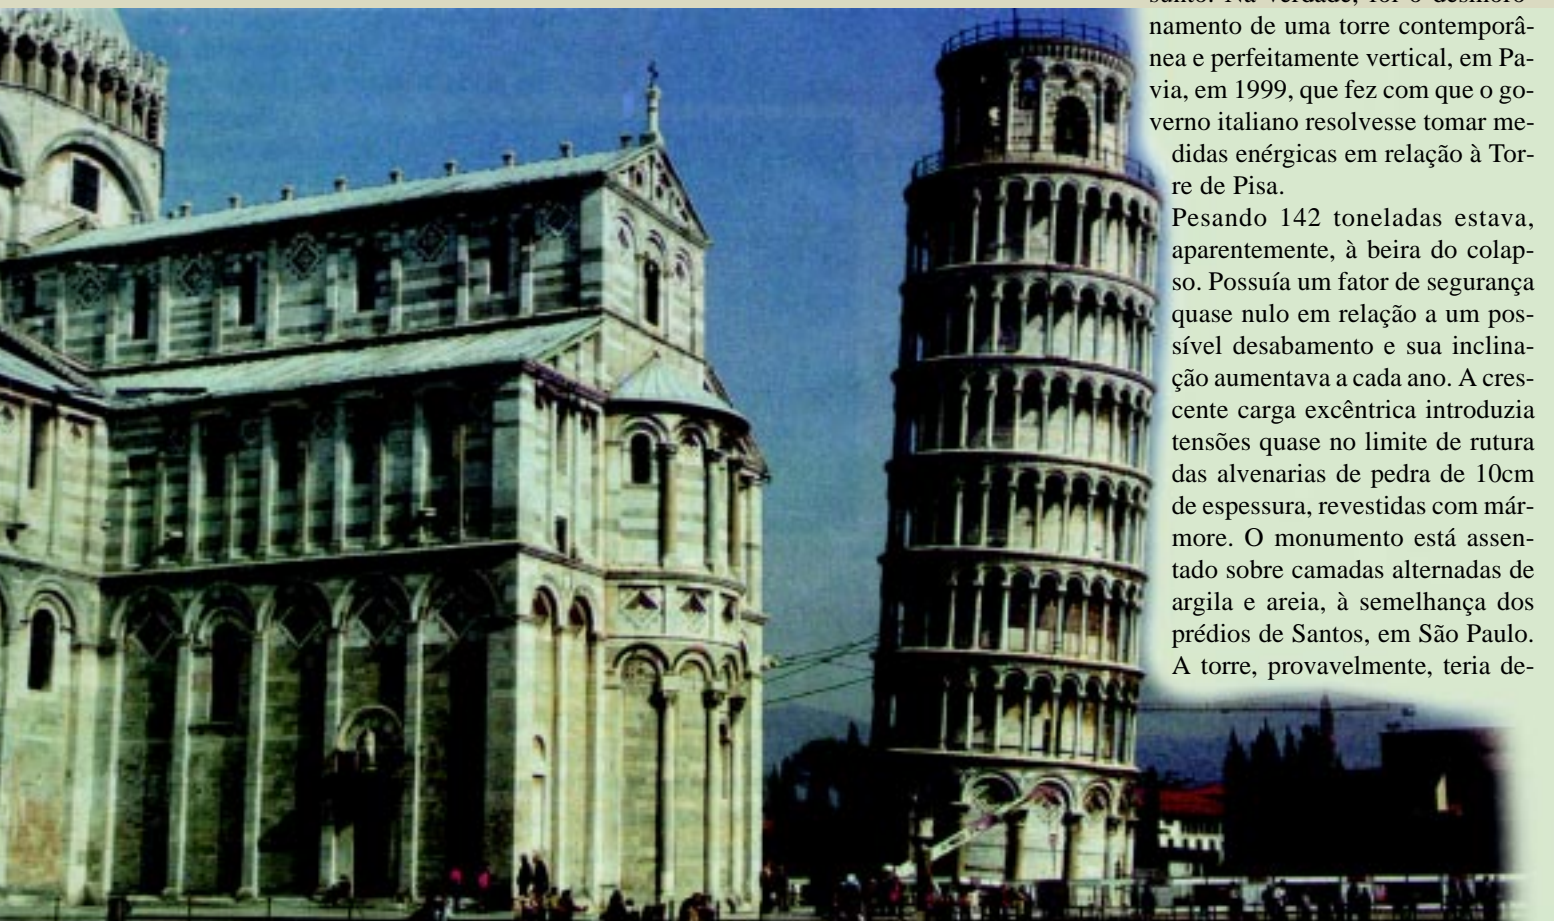 sunto. Na verdade, foi o desmoro-
namento de uma torre contemporâ-
nea e perfeitamente vertical, em Pa-
via, em 1999, que fez com que o go-
verno italiano resolvesse tomar me-
didas enérgicas em relação à Tor-
re de Pisa.
Pesando 142 toneladas estava,
aparentemente, à beira do colap-
so. Possuía um fator de segurança
quase nulo em relação a um pos-
sível desabamento e sua inclina-
ção aumentava a cada ano. A cres-
cente carga excêntrica introduzia
tensões quase no limite de rutura
das alvenarias de pedra de 10cm
de espessura, revestidas com már-
more. O monumento está assen-
tado sobre camadas alternadas de
argila e areia, à semelhança dos
prédios de Santos, em São Paulo.
A torre, provavelmente, teria de-